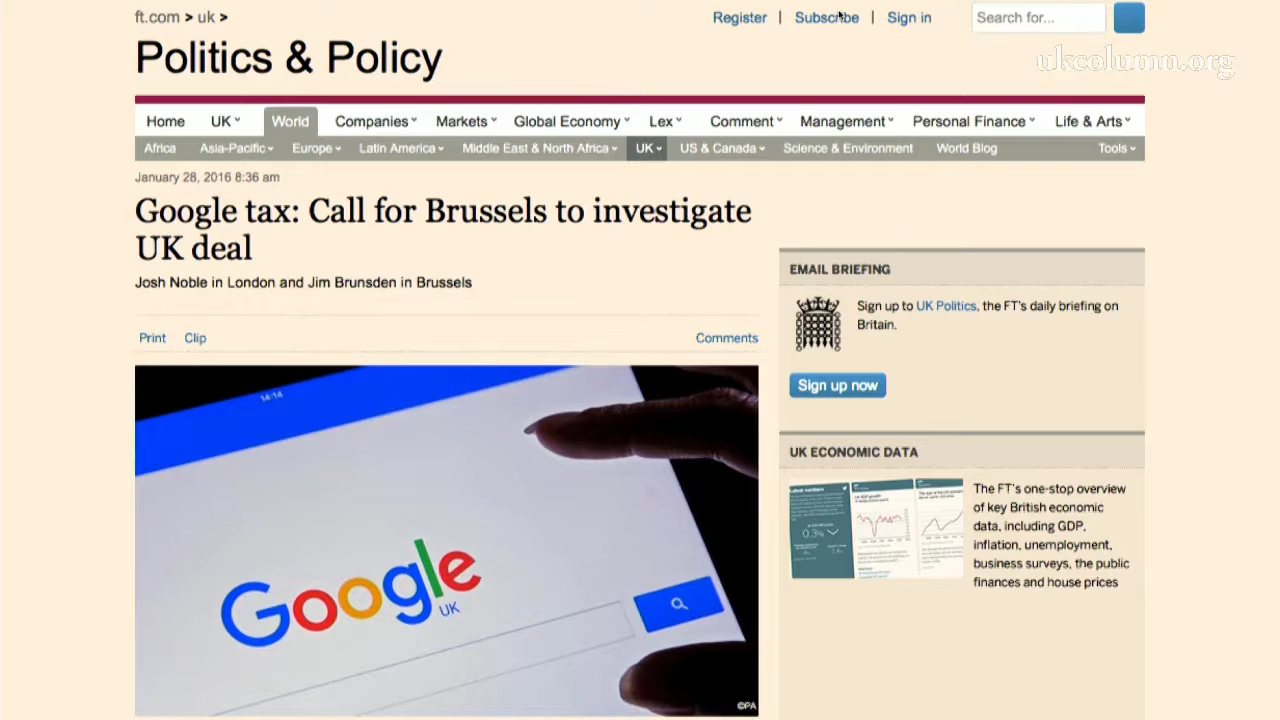 ft.com > uk >
Register | Subscribe | Sign in
Search for...
ukcolumn.org
Politics & Policy
Home UK World Companies Markets Global Economy Lex Comment Management Personal Finance Life & Arts
Africa Asia-Pacific Europe Latin America Middle East & North Africa UK US & Canada Science & Environment World Blog Tools
January 28, 2016 8:36 am
Google tax: Call for Brussels to investigate
UK deal
Josh Noble in London and Jim Brunsden in Brussels
Print Clip Comments
14:14
Google
UK
©PA
EMAIL BRIEFING
Sign up to UK Politics, the FT's daily briefing on
Britain.
Sign up now
UK ECONOMIC DATA
Latest numbers
0.3%
The FT's one-stop overview
of key British economic
data, including GDP,
inflation, unemployment,
business surveys, the public
finances and house prices